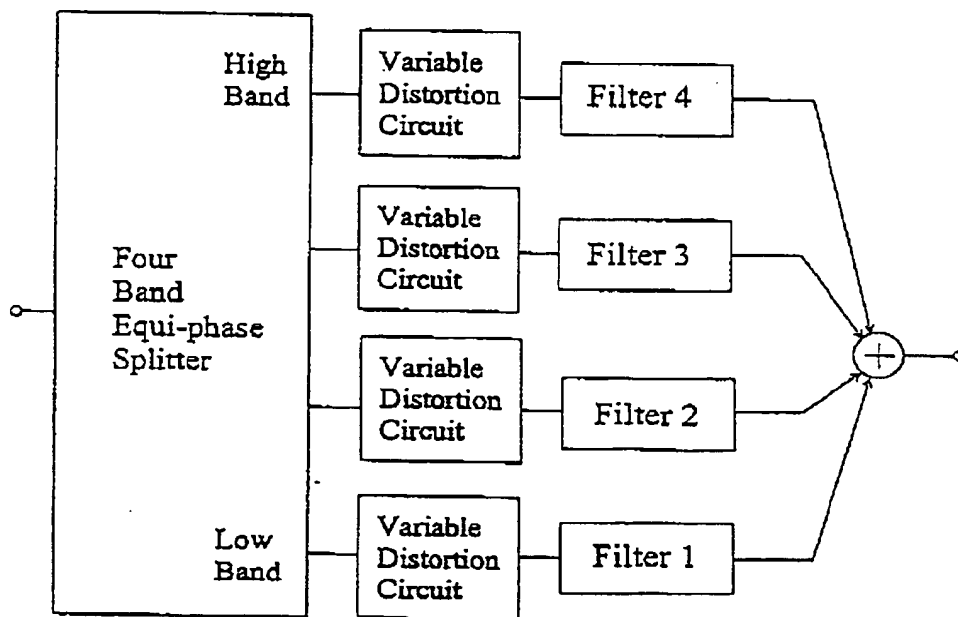 High
Band
Variable
Distortion
Circuit
Filter 4
Variable
Distortion
Circuit
Filter 3
Four
Band
Equi-phase
Splitter
Variable
Distortion
Circuit
Filter 2
Low
Band
Variable
Distortion
Circuit
Filter 1